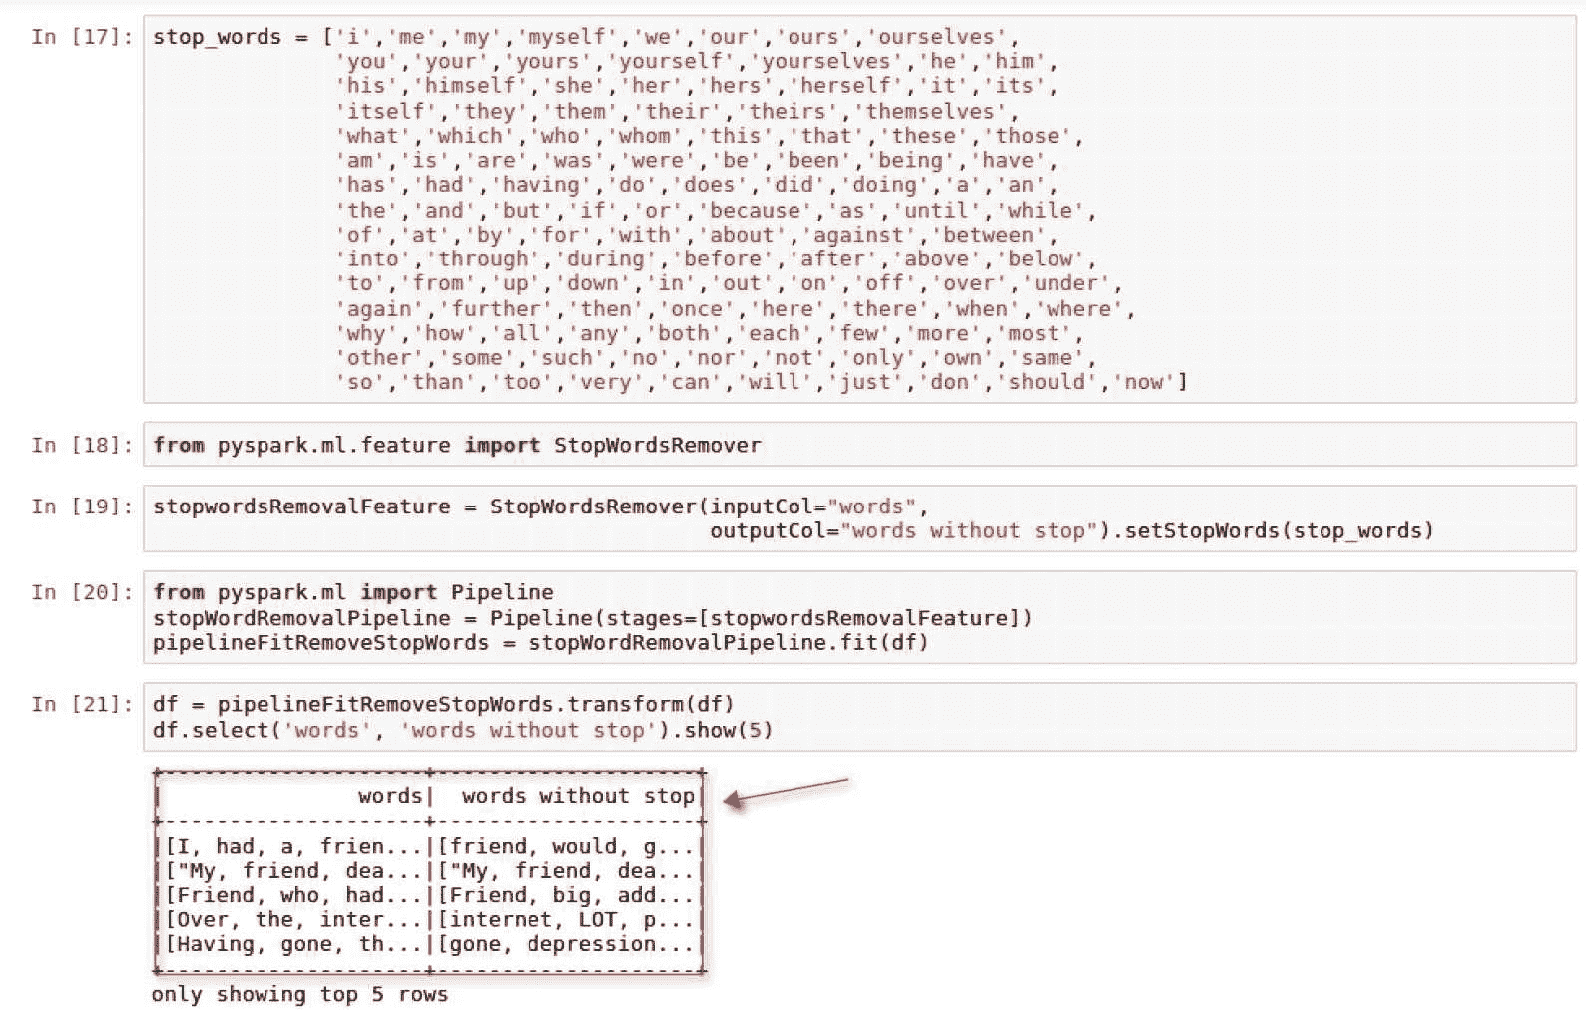 In [17]: stop_words = ['i','me','my','myself','we','our','ours','ourselves',
'you','your','yours','yourself','yourselves','he','him',
'his','himself','she','her','hers','herself','it','its',
'itself','they','them','their','theirs','themselves',
'what','which','who','whom','this','that','these','those',
'am','is','are','was','were','be','been','being','have',
'has','had','having','do','does','did','doing','a','an',
'the','and','but','if','or','because','as','until','while',
'of','at','by','for','with','about','against','between',
'into','through','during','before','after','above','below',
'to','from','up','down','in','out','on','off','over','under',
'again','further','then','once','here','there','when','where',
'why','how','all','any','both','each','few','more','most',
'other','some','such','no','nor','not','only','own','same',
'so','than','too','very','can','will','just','don','should','now']
In [18]: from pyspark.ml.feature import StopWordsRemover
In [19]: stopwordsRemovalFeature = StopWordsRemover(inputCol="words",
outputCol="words without stop").setStopWords(stop_words)
In [20]: from pyspark.ml import Pipeline
stopWordRemovalPipeline = Pipeline(stages=[stopwordsRemovalFeature])
pipelineFitRemoveStopWords = stopWordRemovalPipeline.fit(df)
In [21]: df = pipelineFitRemoveStopWords.transform(df)
df.select('words', 'words without stop').show(5)
+--------------------+--------------------+
| words| words without stop|
+--------------------+--------------------+
|[I, had, a, frien...|[friend, would, g...|
|["My, friend, dea...|["My, friend, dea...|
|[Friend, who, had...|[Friend, big, add...|
|[Over, the, inter...|[internet, LOT, p...|
|[Having, gone, th...|[gone, depression...|
+--------------------+--------------------+
only showing top 5 rows